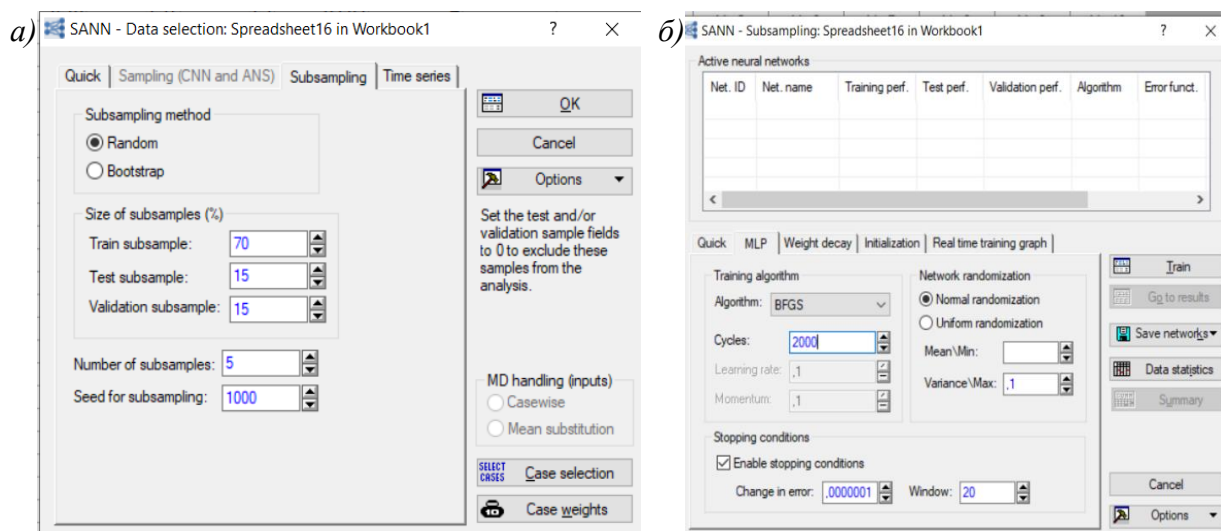 а)
SANN - Data selection: Spreadsheet16 in Workbook1
?
Quick
Sampling (CNN and ANS)
Subsampling
Time series
Subsampling method
Random
Bootstrap
Size of subsamples (%)
Train subsample: 70
Test subsample: 15
Validation subsample: 15
Number of subsamples: 5
Seed for subsampling: 1000
OK
Cancel
Options
Set the test and/or
validation sample fields
to 0 to exclude these
samples from the
analysis.
MD handling (inputs)
Casewise
Mean substitution
SELECT
CASES
Case selection
Case weights
б)
SANN - Subsampling: Spreadsheet16 in Workbook1
?
Active neural networks
Net. ID Net. name Training perf. Test perf. Validation perf. Algorithm Error funct.
Quick
MLP
Weight decay
Initialization
Real time training graph
Training algorithm
Algorithm: BFGS
Cycles: 2000
Learning rate: ,1
Momentum: ,1
Network randomization
Normal randomization
Uniform randomization
Mean\Min:
Variance\Max: ,1
Stopping conditions
Enable stopping conditions
Change in error: ,0000001 Window: 20
Train
Go to results
Save networks
Data statistics
Summary
Cancel
Options